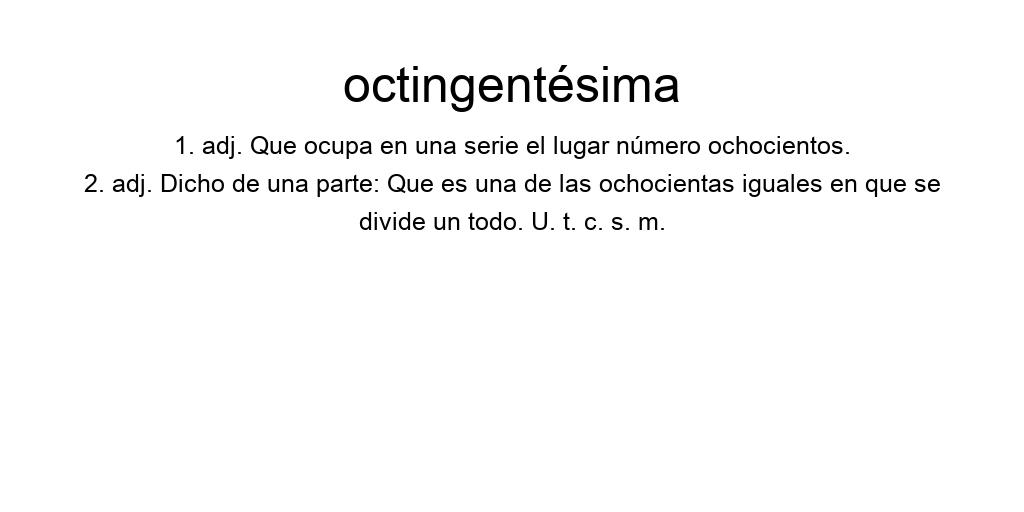 octingentésima
1. adj. Que ocupa en una serie el lugar número ochocientos.
2. adj. Dicho de una parte: Que es una de las ochocientas iguales en que se
divide un todo. U. t. c. s. m.